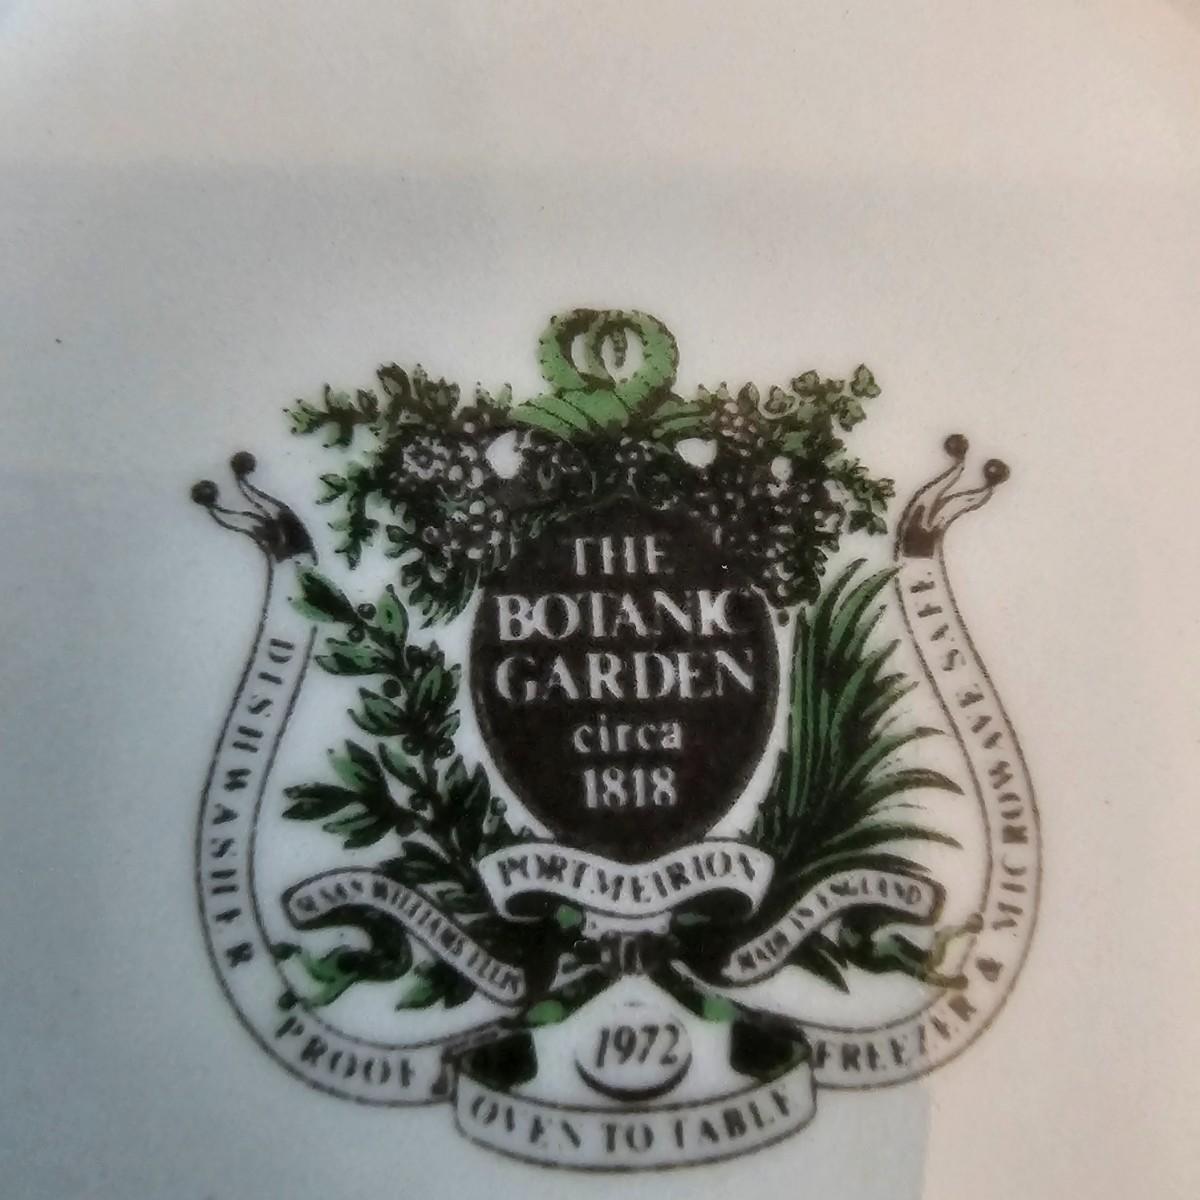 THE
BOTANIC
GARDEN
circa
1818
PORTMEIRION
SUSAN WILLIAMS ELLIS
MADE IN ENGLAND
1972
DISHWASHER PROOF
OVEN TO TABLE
FREEZER & MICROWAVE SAFE